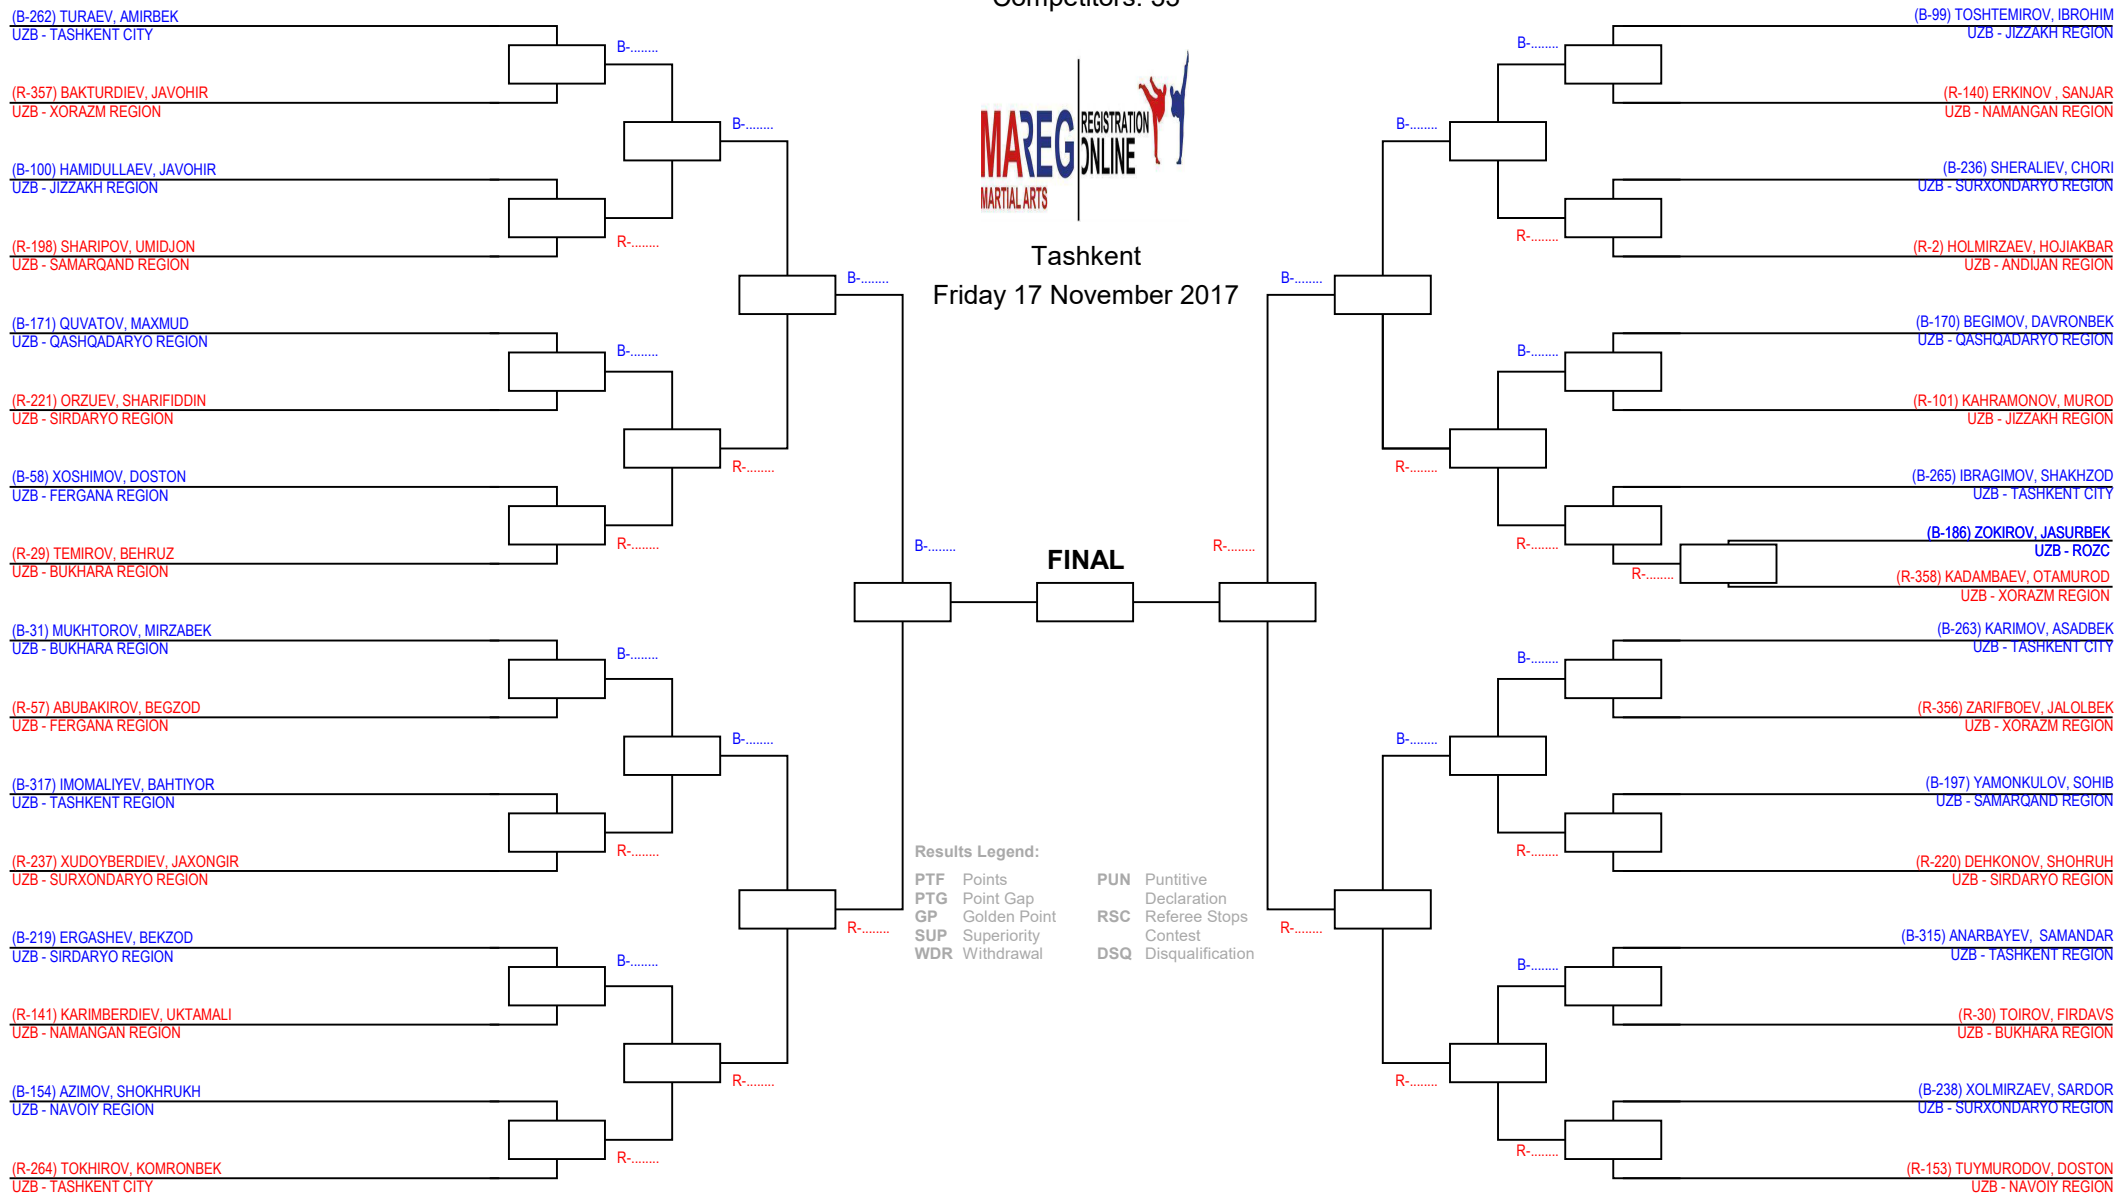 Competitors: 33
(B-262) TURAEV, AMIRBEK
UZB - TASHKENT CITY
(R-357) BAKTURDIEV, JAVOHIR
UZB - XORAZM REGION
(B-100) HAMIDULLAEV, JAVOHIR
UZB - JIZZAKH REGION
(R-198) SHARIPOV, UMIDJON
UZB - SAMARQAND REGION
(B-171) QUVATOV, MAXMUD
UZB - QASHQADARYO REGION
(R-221) ORZUEV, SHARIFIDDIN
UZB - SIRDARYO REGION
(B-58) XOSHIMOV, DOSTON
UZB - FERGANA REGION
(R-29) TEMIROV, BEHRUZ
UZB - BUKHARA REGION
(B-31) MUKHTOROV, MIRZABEK
UZB - BUKHARA REGION
(R-57) ABUBAKIROV, BEGZOD
UZB - FERGANA REGION
(B-317) IMOMALIYEV, BAHTIYOR
UZB - TASHKENT REGION
(R-237) XUDOYBERDIEV, JAXONGIR
UZB - SURXONDARYO REGION
(B-219) ERGASHEV, BEKZOD
UZB - SIRDARYO REGION
(R-141) KARIMBERDIEV, UKTAMALI
UZB - NAMANGAN REGION
(B-154) AZIMOV, SHOKHRUKH
UZB - NAVOIY REGION
(R-264) TOKHIROV, KOMRONBEK
UZB - TASHKENT CITY
B-........
R-........
B-........
R-........
B-........
R-........
B-........
R-........
B-........
R-........
B-........
R-........
B-........
R-........
B-........
MAREG
MARTIAL ARTS
REGISTRATION
ONLINE
Tashkent
Friday 17 November 2017
FINAL
Results Legend:
PTF Points
PTG Point Gap
GP Golden Point
SUP Superiority
WDR Withdrawal
PUN Puntitive
Declaration
RSC Referee Stops
Contest
DSQ Disqualification
R-........
B-........
R-........
B-........
R-........
B-........
R-........
B-........
R-........
B-........
R-........
B-........
R-........
B-........
R-........
R-........
(B-99) TOSHTEMIROV, IBROHIM
UZB - JIZZAKH REGION
(R-140) ERKINOV , SANJAR
UZB - NAMANGAN REGION
(B-236) SHERALIEV, CHORI
UZB - SURXONDARYO REGION
(R-2) HOLMIRZAEV, HOJIAKBAR
UZB - ANDIJAN REGION
(B-170) BEGIMOV, DAVRONBEK
UZB - QASHQADARYO REGION
(R-101) KAHRAMONOV, MUROD
UZB - JIZZAKH REGION
(B-265) IBRAGIMOV, SHAKHZOD
UZB - TASHKENT CITY
(B-186) ZOKIROV, JASURBEK
UZB - ROZC
(R-358) KADAMBAEV, OTAMUROD
UZB - XORAZM REGION
(B-263) KARIMOV, ASADBEK
UZB - TASHKENT CITY
(R-356) ZARIFBOEV, JALOLBEK
UZB - XORAZM REGION
(B-197) YAMONKULOV, SOHIB
UZB - SAMARQAND REGION
(R-220) DEHKONOV, SHOHRUH
UZB - SIRDARYO REGION
(B-315) ANARBAYEV, SAMANDAR
UZB - TASHKENT REGION
(R-30) TOIROV, FIRDAVS
UZB - BUKHARA REGION
(B-238) XOLMIRZAEV, SARDOR
UZB - SURXONDARYO REGION
(R-153) TUYMURODOV, DOSTON
UZB - NAVOIY REGION